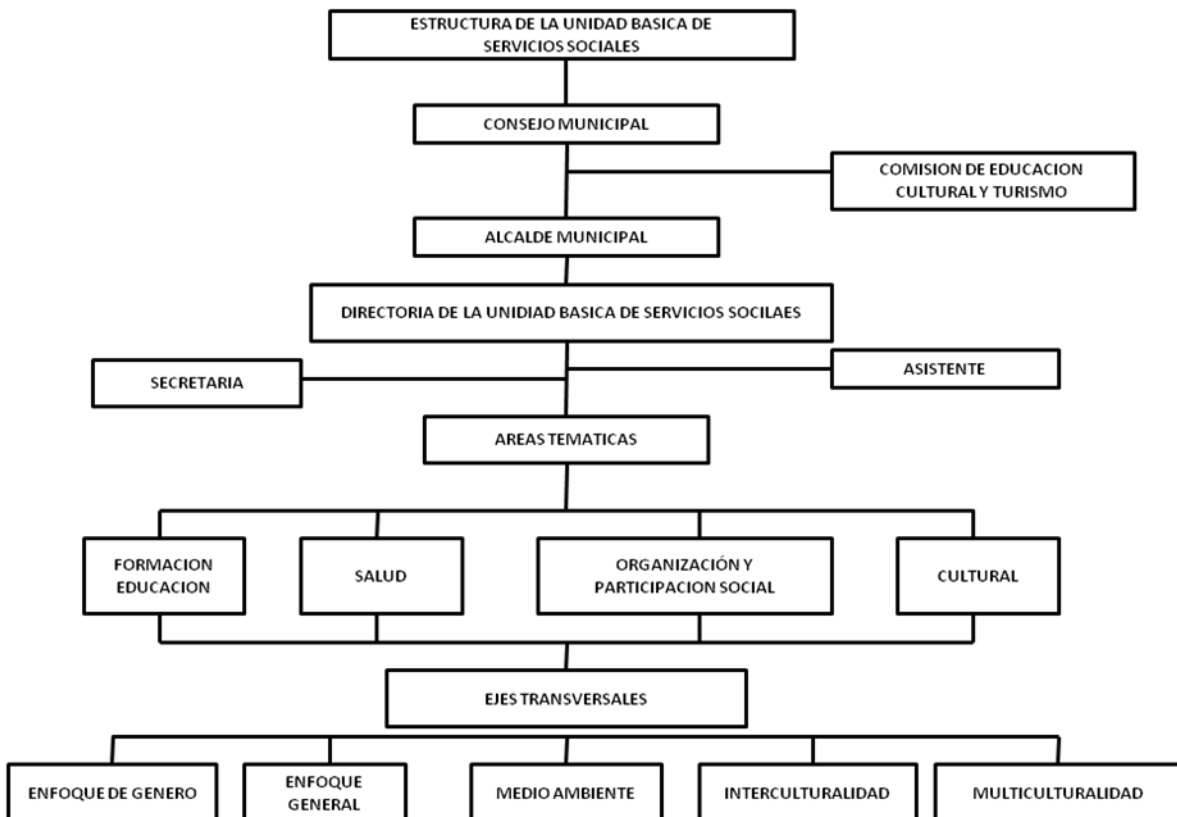 ESTRUCTURA DE LA UNIDAD BASICA DE
SERVICIOS SOCIALES
CONSEJO MUNICIPAL
COMISION DE EDUCACION
CULTURAL Y TURISMO
ALCALDE MUNICIPAL
DIRECTORIA DE LA UNIDIAD BASICA DE SERVICIOS SOCILAES
SECRETARIA
ASISTENTE
AREAS TEMATICAS
FORMACION
EDUCACION
SALUD
ORGANIZACIÓN Y
PARTICIPACION SOCIAL
CULTURAL
EJES TRANSVERSALES
ENFOQUE DE GENERO
ENFOQUE
GENERAL
MEDIO AMBIENTE
INTERCULTURALIDAD
MULTICULTURALIDAD